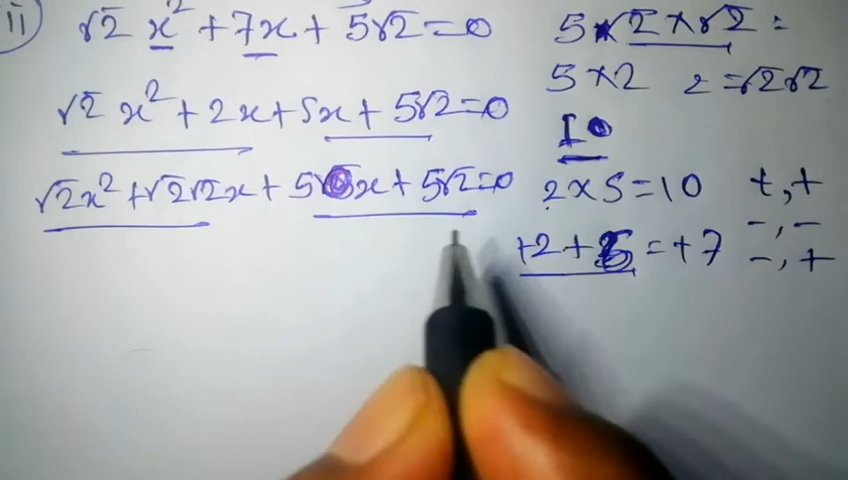 ii) √2 x² + 7x + 5√2 = 0
√2 x² + 2x + 5x + 5√2 = 0
√2x² + √2√2x + 5x + 5√2 = 0
5 × √2 × √2 =
5 × 2 2 = √2√2
10
2 × 5 = 10 +, +
-, -
+2 + 5 = +7 -, +